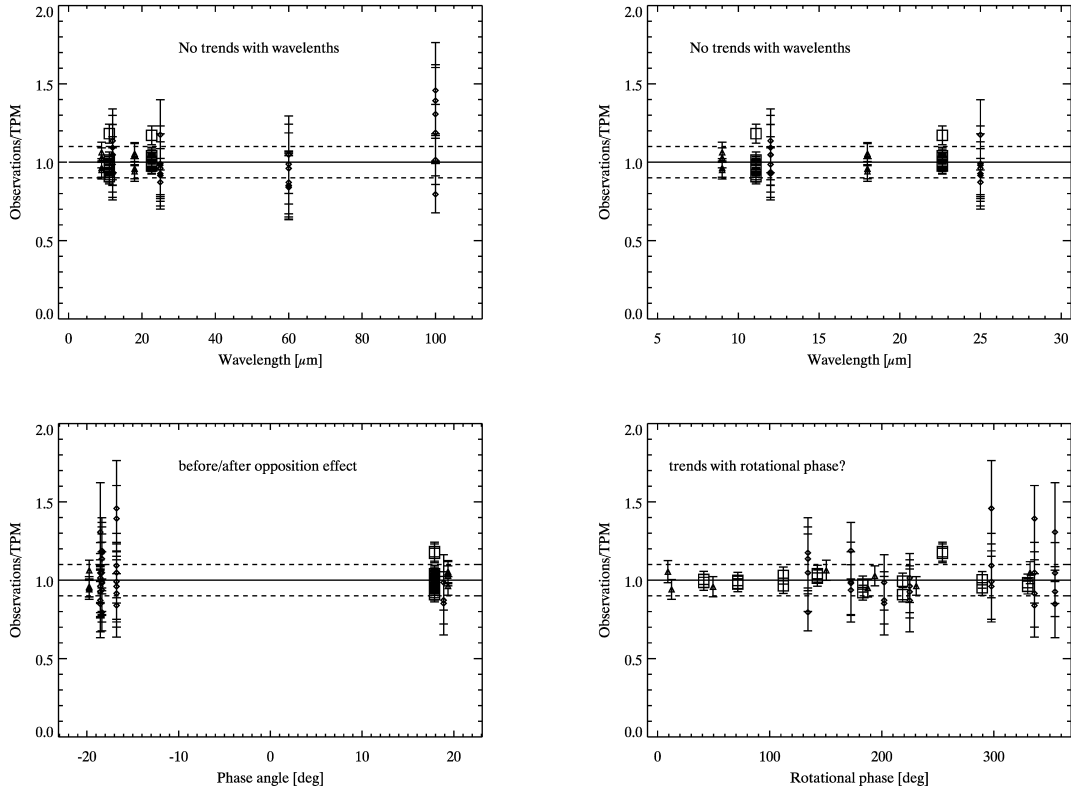 2.0
1.5
1.0
0.5
0.0
Observations/TPM
No trends with wavelenths
0 20 40 60 80 100
Wavelength [µm]
2.0
1.5
1.0
0.5
0.0
Observations/TPM
No trends with wavelenths
5 10 15 20 25 30
Wavelength [µm]
2.0
1.5
1.0
0.5
0.0
Observations/TPM
before/after opposition effect
-20 -10 0 10 20
Phase angle [deg]
2.0
1.5
1.0
0.5
0.0
Observations/TPM
trends with rotational phase?
0 100 200 300
Rotational phase [deg]